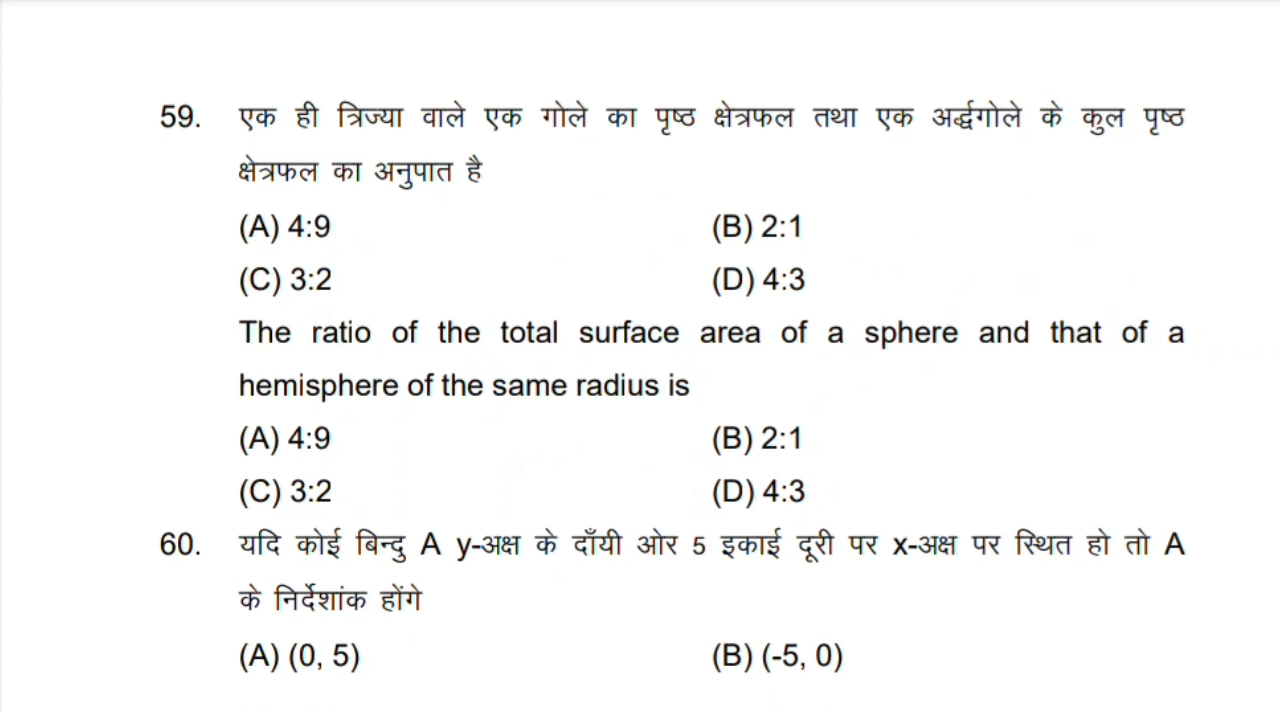 59. एक ही त्रिज्या वाले एक गोले का पृष्ठ क्षेत्रफल तथा एक अर्द्धगोले के कुल पृष्ठ
क्षेत्रफल का अनुपात है
(A) 4:9 (B) 2:1
(C) 3:2 (D) 4:3
The ratio of the total surface area of a sphere and that of a
hemisphere of the same radius is
(A) 4:9 (B) 2:1
(C) 3:2 (D) 4:3
60. यदि कोई बिन्दु A y-अक्ष के दाँयी ओर 5 इकाई दूरी पर x-अक्ष पर स्थित हो तो A
के निर्देशांक होंगे
(A) (0, 5) (B) (-5, 0)